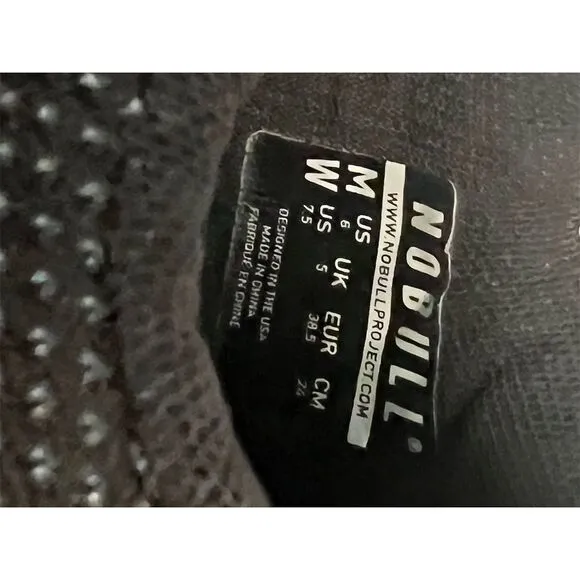 NOBULL
WWW.NOBULLPROJECT.COM
M US 6
W US 7.5
UK 5
EUR 38.5
CM 24
DESIGNED IN THE USA
MADE IN CHINA
FABRIQUÉ EN CHINE